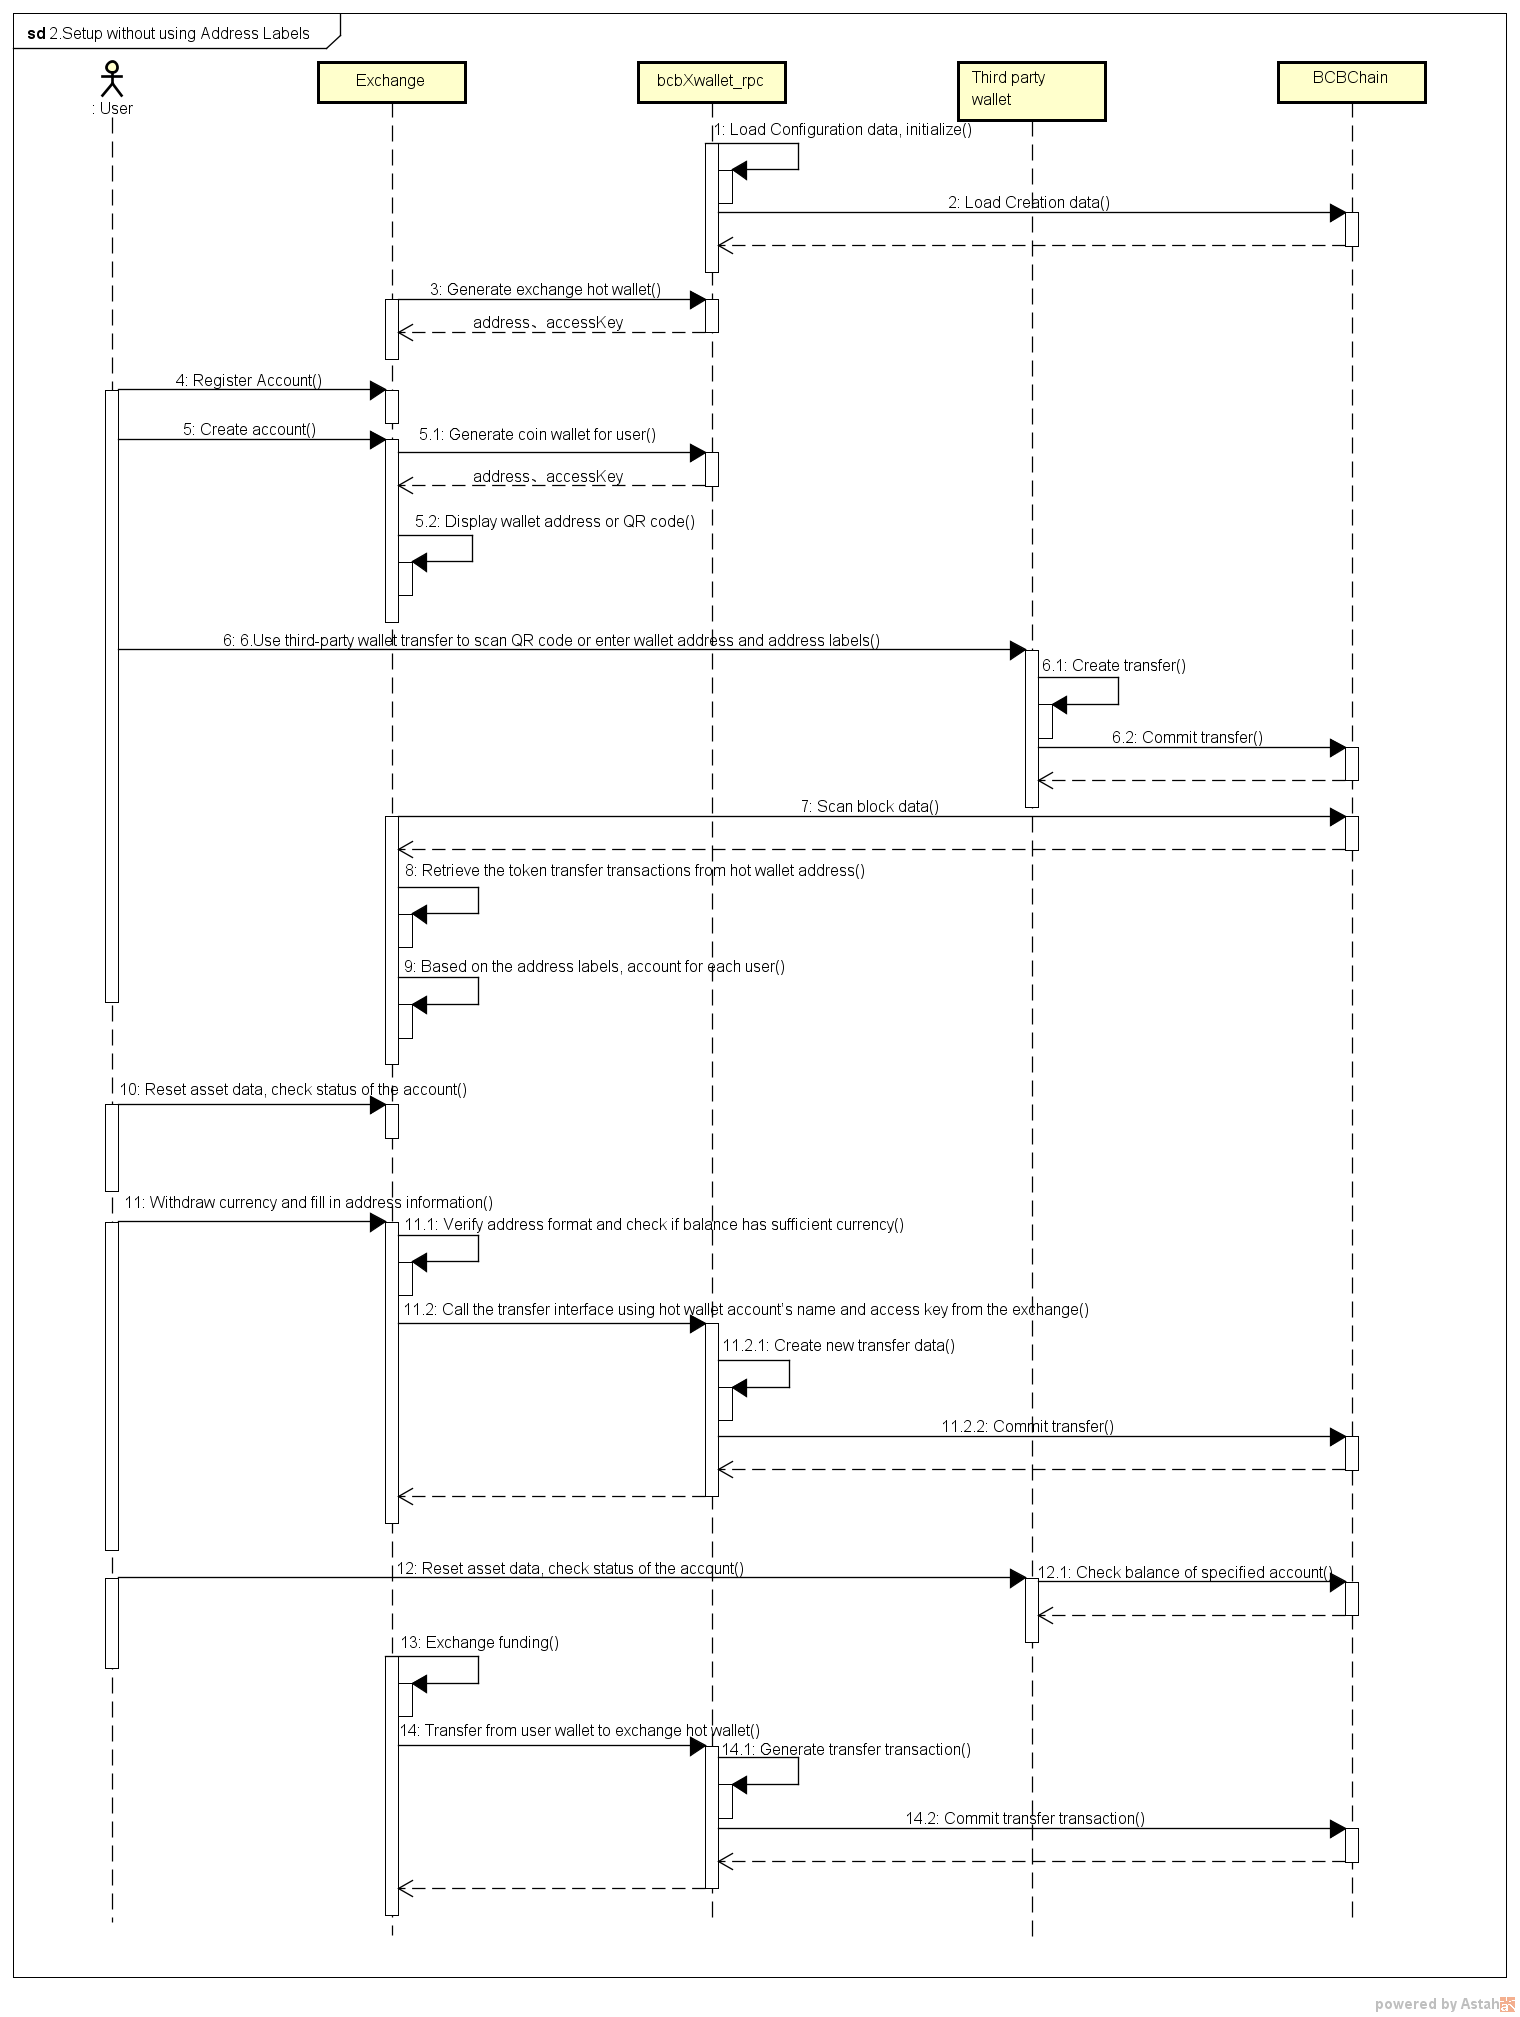 sd 2.Setup without using Address Labels
: User
Exchange
bcbXwallet_rpc
Third party
wallet
BCBChain
1: Load Configuration data, initialize()
2: Load Creation data()
3: Generate exchange hot wallet()
address、accessKey
4: Register Account()
5: Create account()
5.1: Generate coin wallet for user()
address、accessKey
5.2: Display wallet address or QR code()
6: 6.Use third-party wallet transfer to scan QR code or enter wallet address and address labels()
6.1: Create transfer()
6.2: Commit transfer()
7: Scan block data()
8: Retrieve the token transfer transactions from hot wallet address()
9: Based on the address labels, account for each user()
10: Reset asset data, check status of the account()
11: Withdraw currency and fill in address information()
11.1: Verify address format and check if balance has sufficient currency()
11.2: Call the transfer interface using hot wallet account's name and access key from the exchange()
11.2.1: Create new transfer data()
11.2.2: Commit transfer()
12: Reset asset data, check status of the account()
12.1: Check balance of specified account()
13: Exchange funding()
14: Transfer from user wallet to exchange hot wallet()
14.1: Generate transfer transaction()
14.2: Commit transfer transaction()
powered by Astah